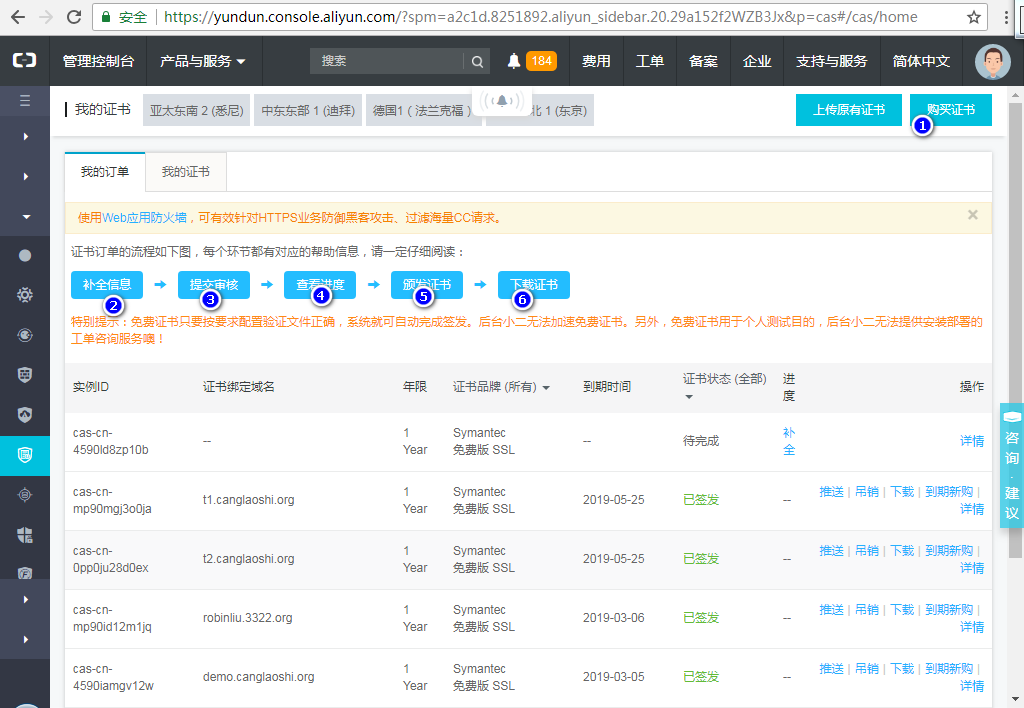 安全 https://yundun.console.aliyun.com/?spm=a2c1d.8251892.aliyun_sidebar.20.29a152f2WZB3Jx&p=cas#/cas/home
管理控制台 产品与服务 搜索 184 费用 工单 备案 企业 支持与服务 简体中文
我的证书 亚太东南 2 (悉尼) 中东东部 1 (迪拜) 德国1 ( 法兰克福 ) 北 1 (东京) 上传原有证书 购买证书
1
我的订单 我的证书
使用Web应用防火墙，可有效针对HTTPS业务防御黑客攻击、过滤海量CC请求。 ×
证书订单的流程如下图，每个环节都有对应的帮助信息，请一定仔细阅读：
补全信息 提交审核 查看进度 颁发证书 下载证书
2 3 4 5 6
特别提示：免费证书只要按要求配置验证文件正确，系统就可自动完成签发。后台小二无法加速免费证书。另外，免费证书用于个人测试目的，后台小二无法提供安装部署的
工单咨询服务噢！
实例ID 证书绑定域名 年限 证书品牌 (所有) 到期时间 证书状态 (全部) 进度 操作
cas-cn-4590ld8zp10b -- 1 Year Symantec 免费版 SSL -- 待完成 补全 详情
cas-cn-mp90mgj3o0ja t1.canglaoshi.org 1 Year Symantec 免费版 SSL 2019-05-25 已签发 -- 推送 | 吊销 | 下载 | 到期新购 | 详情
cas-cn-0pp0ju28d0ex t2.canglaoshi.org 1 Year Symantec 免费版 SSL 2019-05-25 已签发 -- 推送 | 吊销 | 下载 | 到期新购 | 详情
cas-cn-mp90id12m1jq robinliu.3322.org 1 Year Symantec 免费版 SSL 2019-03-06 已签发 -- 推送 | 吊销 | 下载 | 到期新购 | 详情
cas-cn-4590iamgv12w demo.canglaoshi.org 1 Year Symantec 免费版 SSL 2019-03-05 已签发 -- 推送 | 吊销 | 下载 | 到期新购 | 详情
咨询·建议